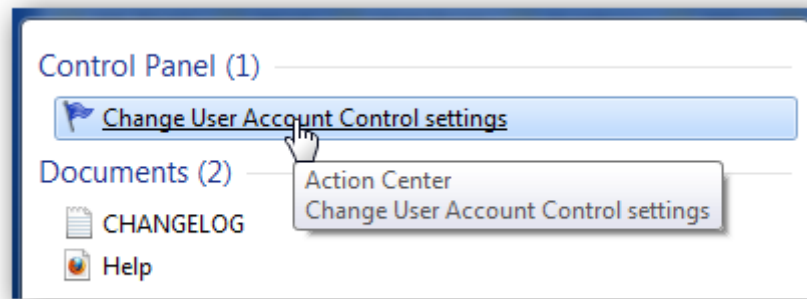 Control Panel (1)
Change User Account Control settings
Documents (2)
Action Center
Change User Account Control settings
CHANGELOG
Help